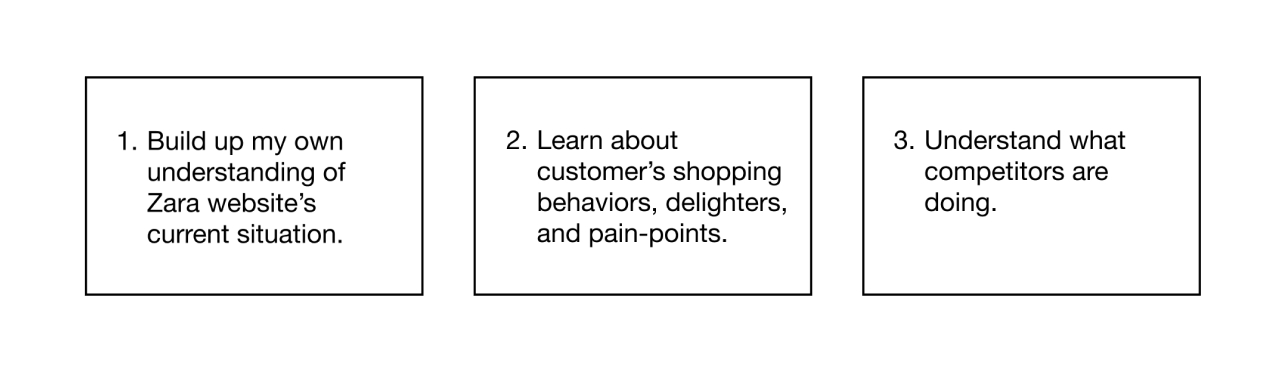 1. Build up my own
understanding of
Zara website’s
current situation.
2. Learn about
customer’s shopping
behaviors, delighters,
and pain-points.
3. Understand what
competitors are
doing.